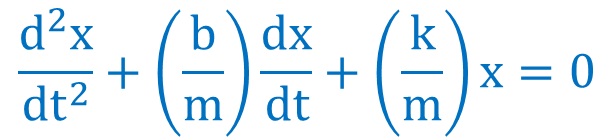 d²x/dt² + (b/m) dx/dt + (k/m) x = 0